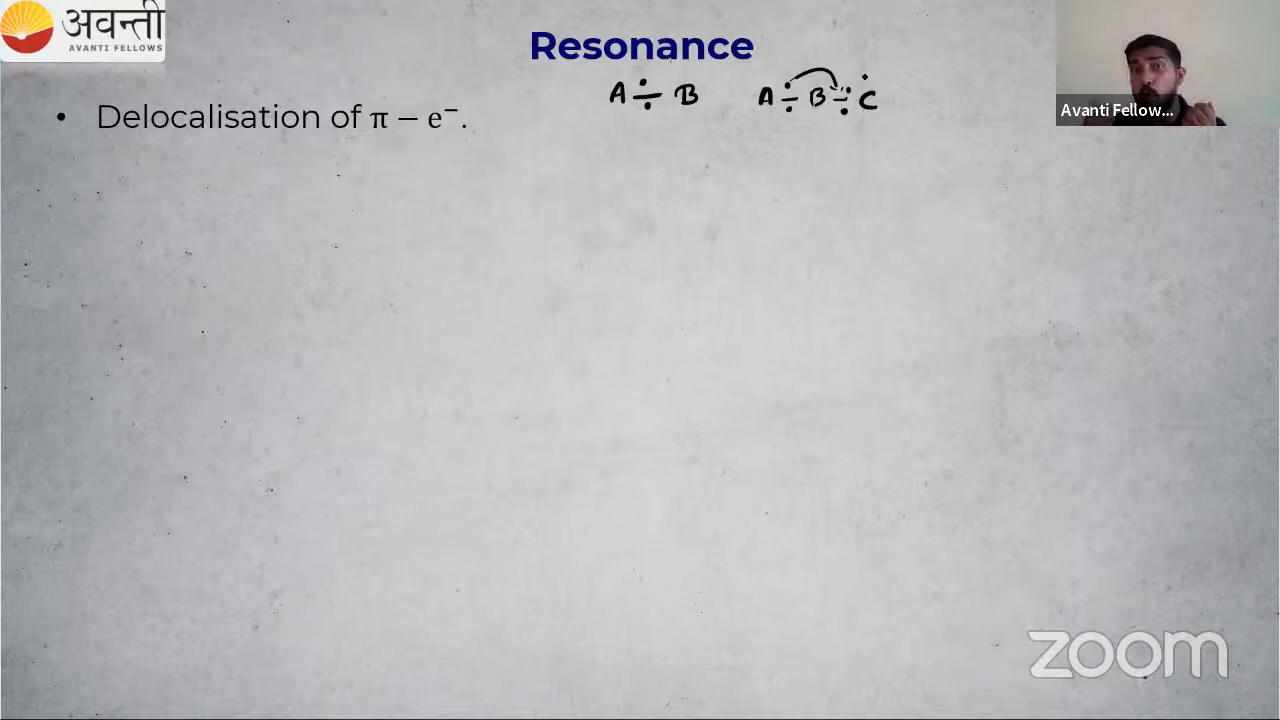 अवन्ती
AVANTI FELLOWS
Resonance
A ÷ B A ÷ B ÷ C
• Delocalisation of π − e⁻.
Avanti Fellow...
zoom